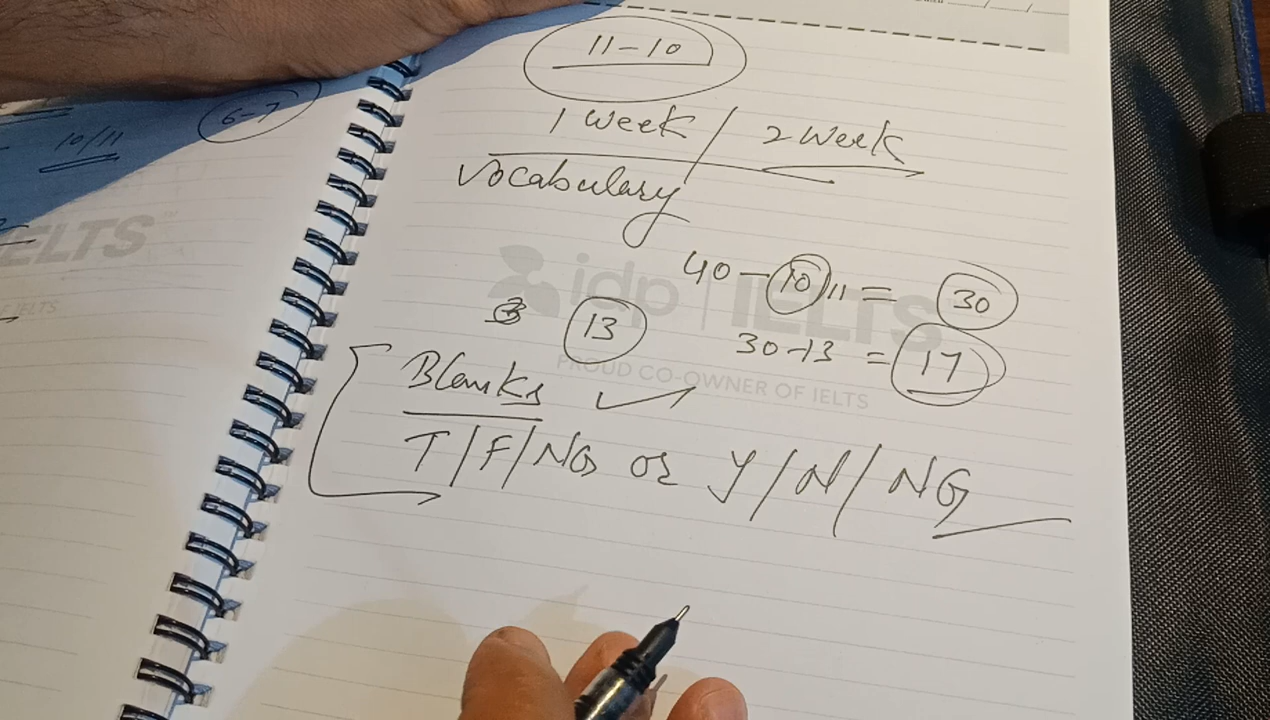 11-10
1 week / 2 week
vocabulary
40-10/11 = 30
3 13 30-13 = 17
Blanks
T/F/NG or Y/N/NG
10/11
6-7
IELTS
IELTS
idp | IELTS
PROUD CO-OWNER OF IELTS